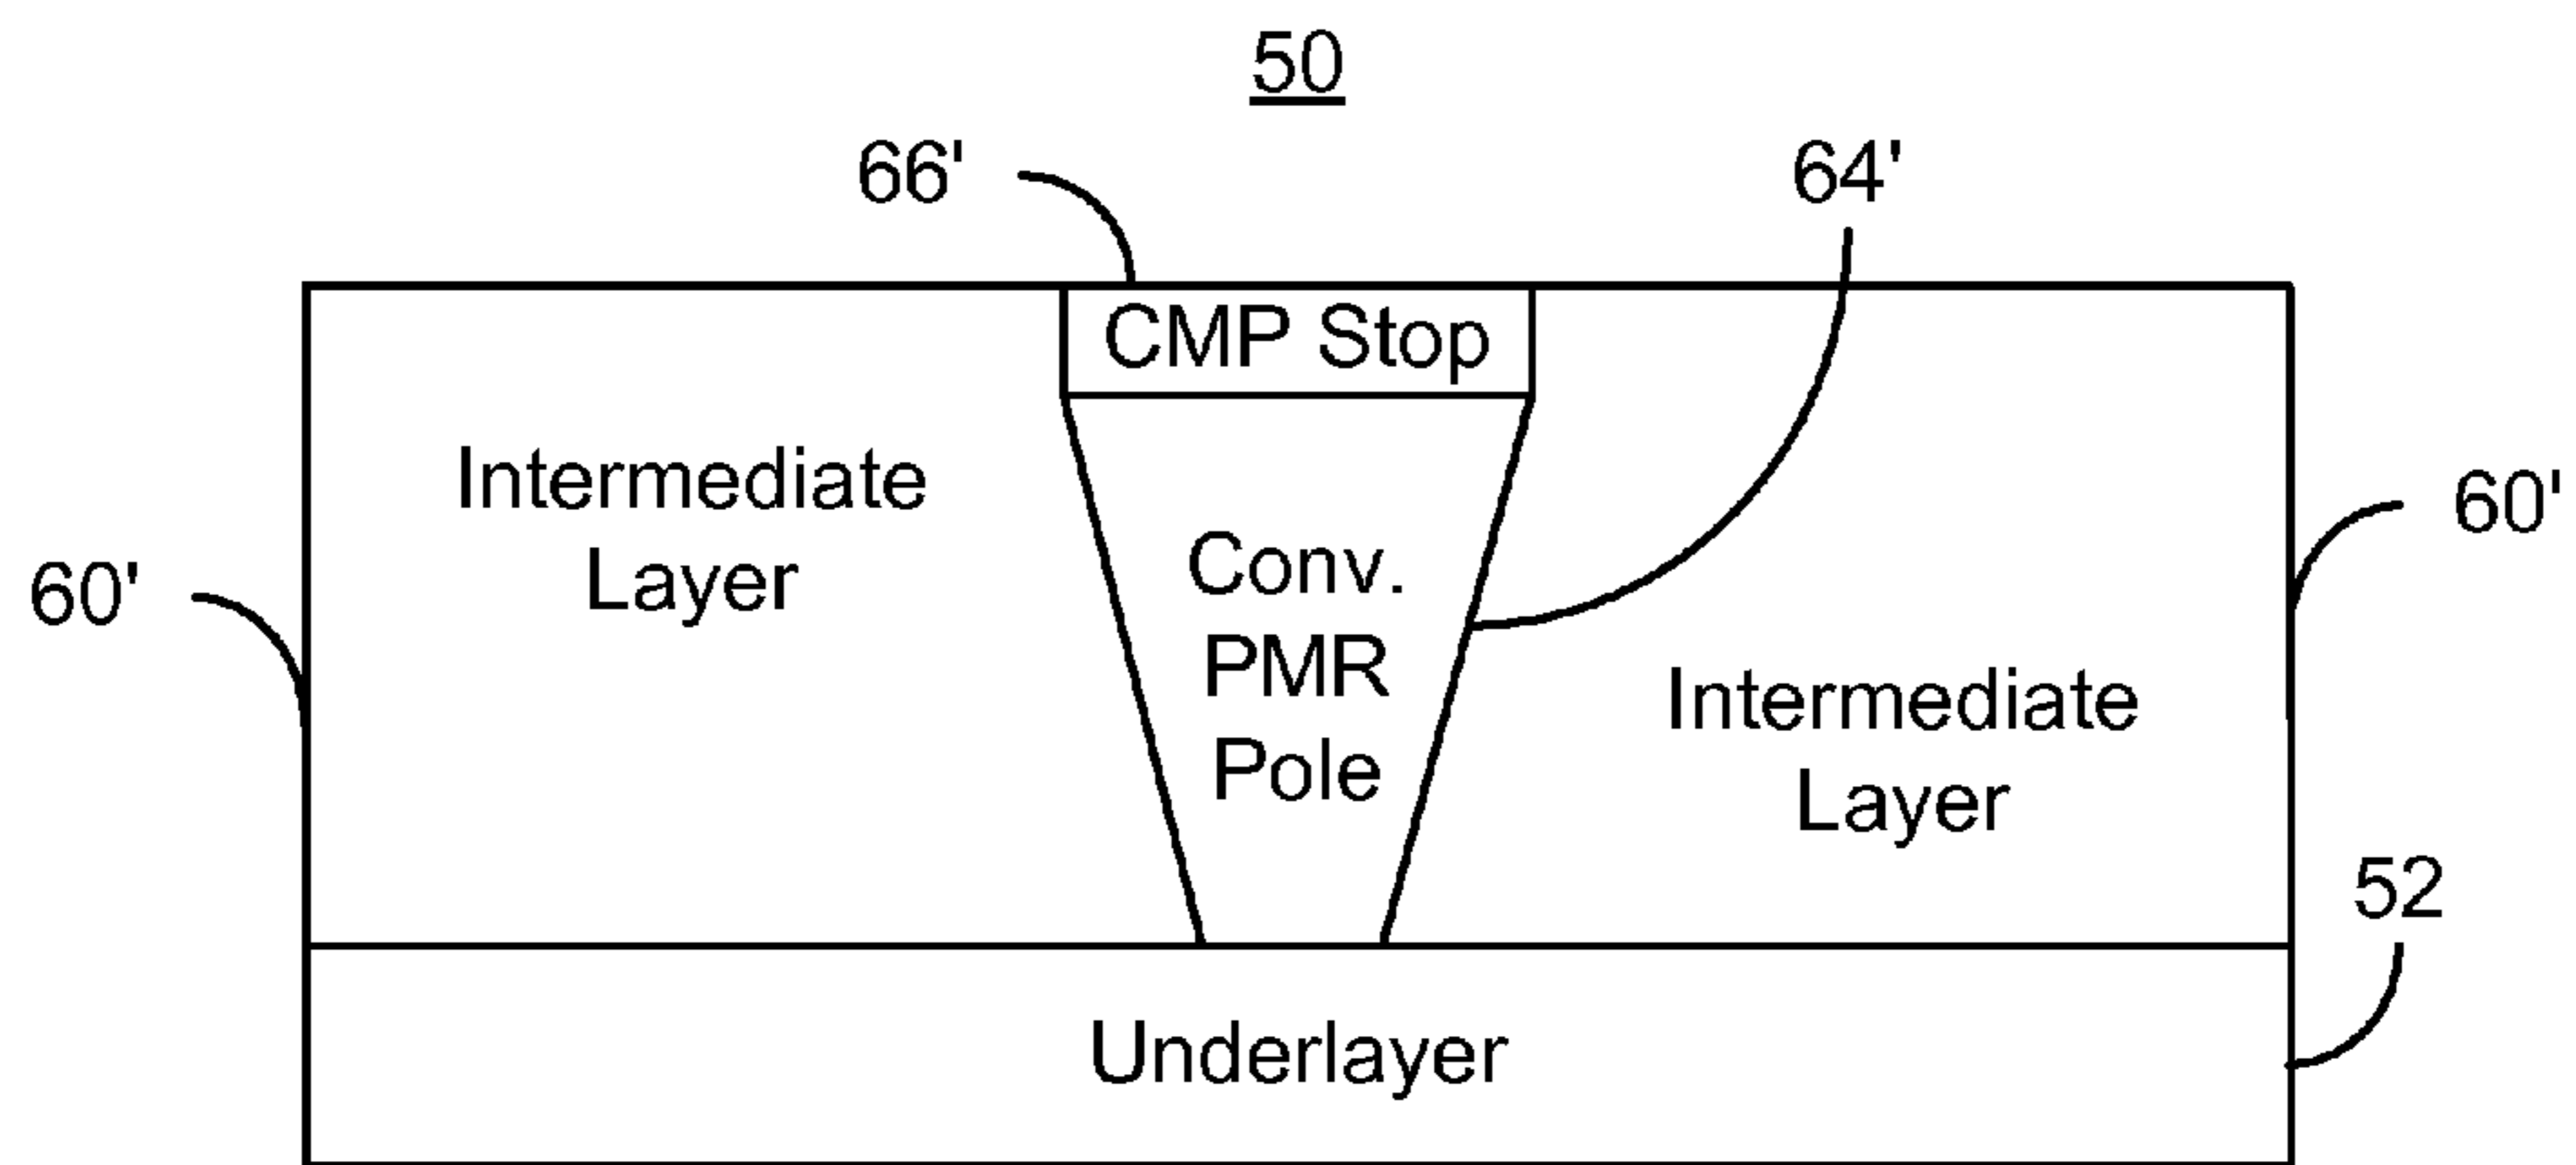 50
66'
64'
CMP Stop
Intermediate
Layer
60'
Conv.
PMR
Pole
60'
Intermediate
Layer
52
Underlayer